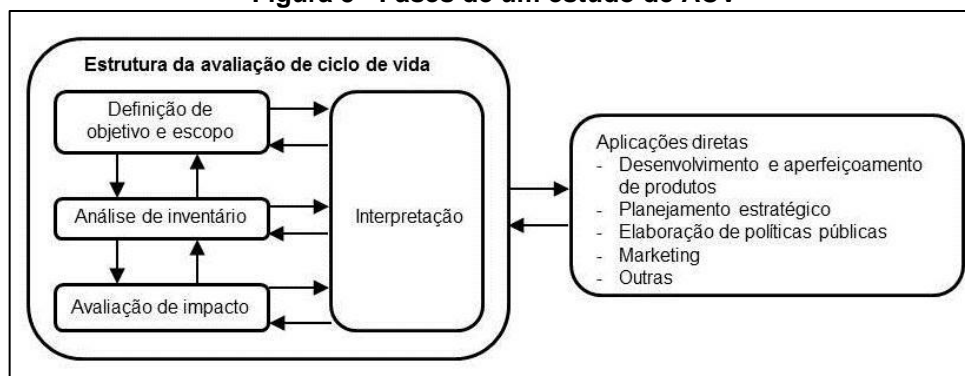 Estrutura da avaliação de ciclo de vida
Definição de
objetivo e escopo
Análise de inventário
Avaliação de impacto
Interpretação
Aplicações diretas
- Desenvolvimento e aperfeiçoamento
de produtos
- Planejamento estratégico
- Elaboração de políticas públicas
- Marketing
- Outras